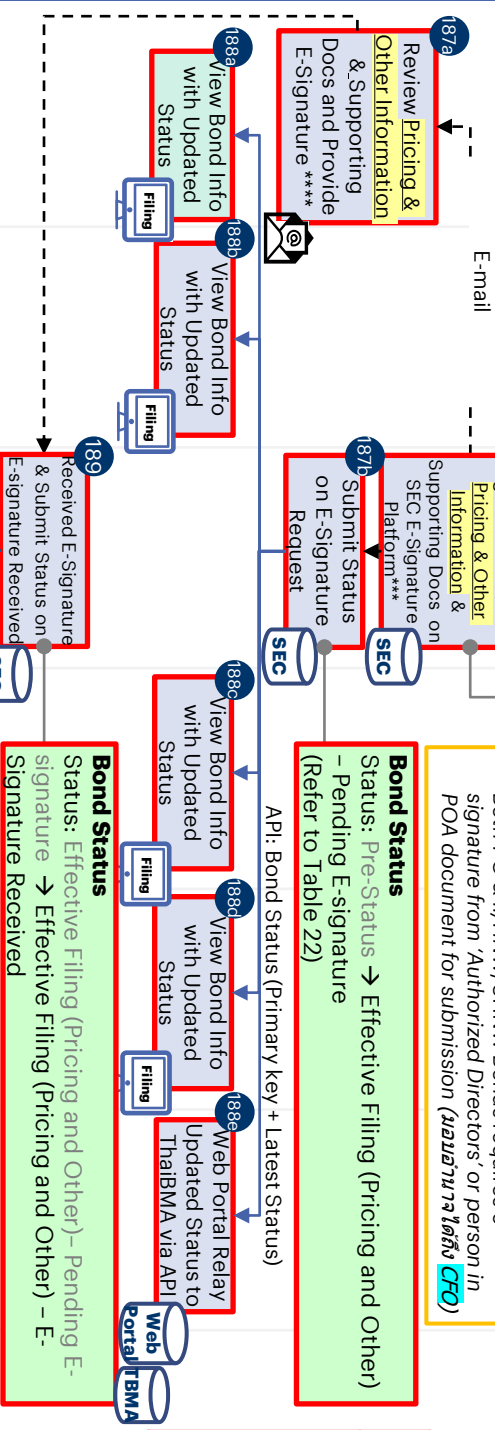 187a
Review Pricing &
Other Information
& Supporting
Docs and Provide
E-Signature ****
E-mail
Pricing & Other
Information &
Supporting Docs on
SEC E-Signature
Platform***
SEC
signature from ‘Authorized Directors’ or person in
POA document for submission (มอบอำนาจได้ถึง CFO)
187b
Submit Status
on E-Signature
Request
SEC
Bond Status
Status: Pre-Status → Effective Filing (Pricing and Other)
– Pending E-signature
(Refer to Table 22)
API: Bond Status (Primary key + Latest Status)
188a
View Bond Info
with Updated
Status
Filing
188b
View Bond Info
with Updated
Status
Filing
188c
View Bond Info
with Updated
Status
Filing
188d
View Bond Info
with Updated
Status
Filing
188e
Web Portal Relay
Updated Status to
ThaiBMA via API
Web
Portal
TBMA
189
Received E-Signature
& Submit Status on
E-signature Received
Bond Status
Status: Effective Filing (Pricing and Other)– Pending E-
signature → Effective Filing (Pricing and Other) – E-
Signature Received